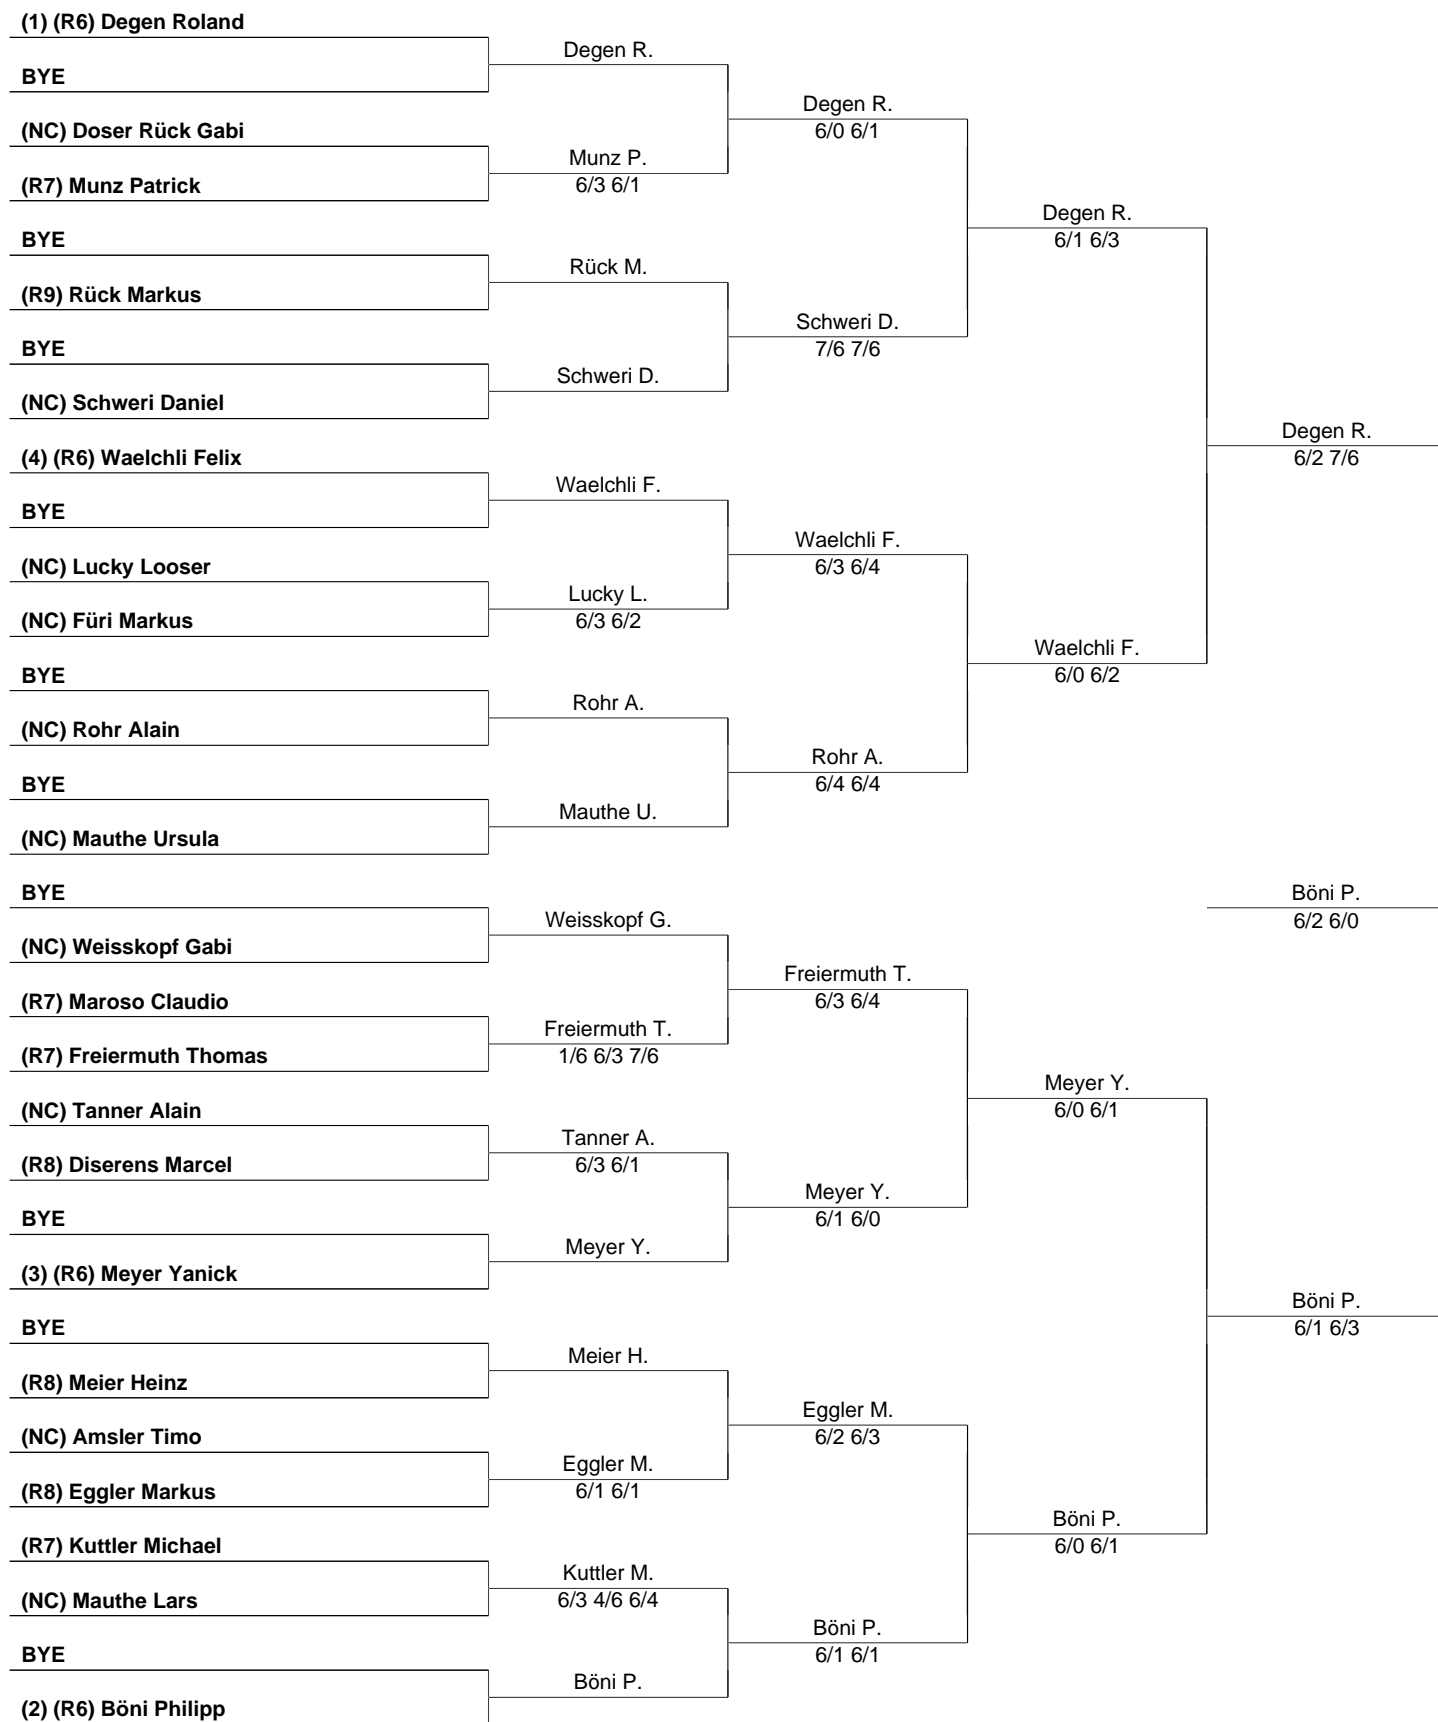 (1) (R6) Degen Roland
BYE
(NC) Doser Rück Gabi
(R7) Munz Patrick
BYE
(R9) Rück Markus
BYE
(NC) Schweri Daniel
(4) (R6) Waelchli Felix
BYE
(NC) Lucky Looser
(NC) Füri Markus
BYE
(NC) Rohr Alain
BYE
(NC) Mauthe Ursula
BYE
(NC) Weisskopf Gabi
(R7) Maroso Claudio
(R7) Freiermuth Thomas
(NC) Tanner Alain
(R8) Diserens Marcel
BYE
(3) (R6) Meyer Yanick
BYE
(R8) Meier Heinz
(NC) Amsler Timo
(R8) Eggler Markus
(R7) Kuttler Michael
(NC) Mauthe Lars
BYE
(2) (R6) Böni Philipp
Degen R.
Munz P.
6/3 6/1
Rück M.
Schweri D.
Waelchli F.
Lucky L.
6/3 6/2
Rohr A.
Mauthe U.
Weisskopf G.
Freiermuth T.
1/6 6/3 7/6
Tanner A.
6/3 6/1
Meyer Y.
Meier H.
Eggler M.
6/1 6/1
Kuttler M.
6/3 4/6 6/4
Böni P.
Degen R.
6/0 6/1
Schweri D.
7/6 7/6
Waelchli F.
6/3 6/4
Rohr A.
6/4 6/4
Freiermuth T.
6/3 6/4
Meyer Y.
6/1 6/0
Eggler M.
6/2 6/3
Böni P.
6/1 6/1
Degen R.
6/1 6/3
Waelchli F.
6/0 6/2
Meyer Y.
6/0 6/1
Böni P.
6/0 6/1
Degen R.
6/2 7/6
Böni P.
6/2 6/0
Böni P.
6/1 6/3